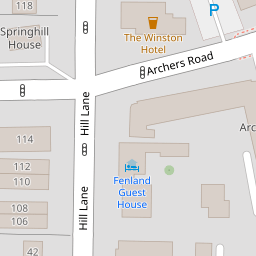 118
P
Springhill
House
The Winston
Hotel
Archers Road
Hill Lane
114
112
110
Fenland
Guest
House
Hill Lane
108
106
42